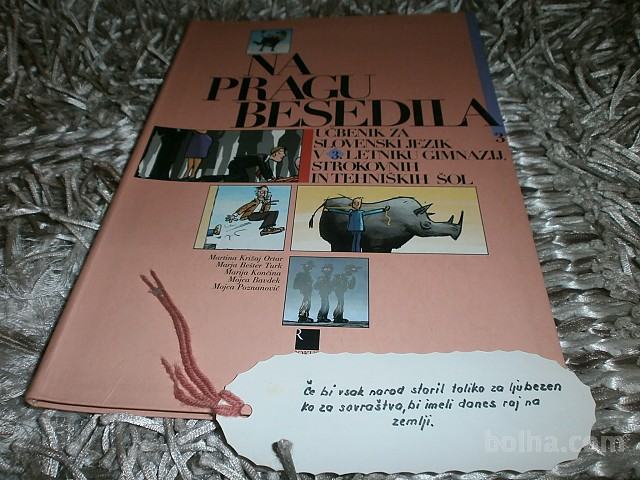 NA
PRAGU
BESEDILA
3
UČBENIK ZA
SLOVENSKI JEZIK
V 3. LETNIKU GIMNAZIJ,
STROKOVNIH
IN TEHNIŠKIH ŠOL
Martina Križaj Ortar
Marja Bešter Turk
Marija Končina
Mojca Bavdek
Mojca Poznanovič
R
Če bi vsak narod storil toliko za ljubezen
ko za sovraštvo, bi imeli danes raj na
zemlji.
bolha.com